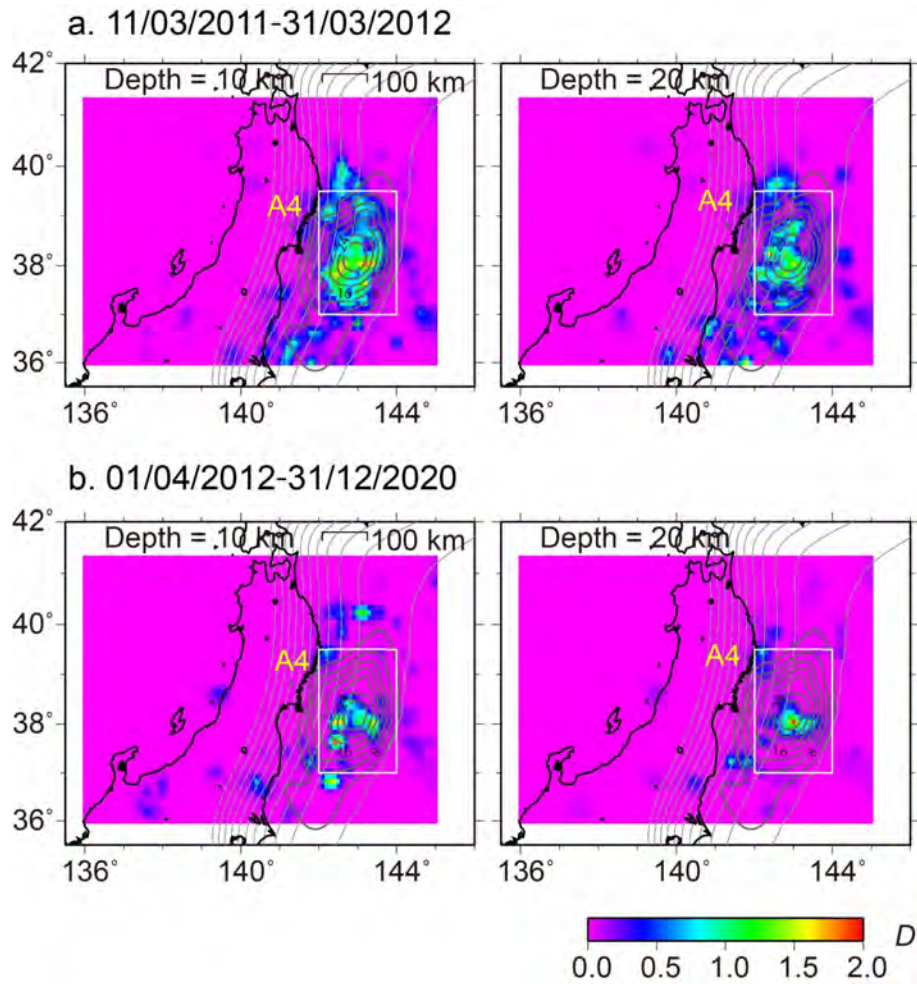 a. 11/03/2011-31/03/2012
Depth = 10 km 100 km Depth = 20 km
42°
40°
38°
36°
A4 A4
16
136° 140° 144° 136° 140° 144°
b. 01/04/2012-31/12/2020
Depth = 10 km 100 km Depth = 20 km
42°
40°
38°
36°
A4 A4
136° 140° 144° 136° 140° 144°
D
0.0 0.5 1.0 1.5 2.0